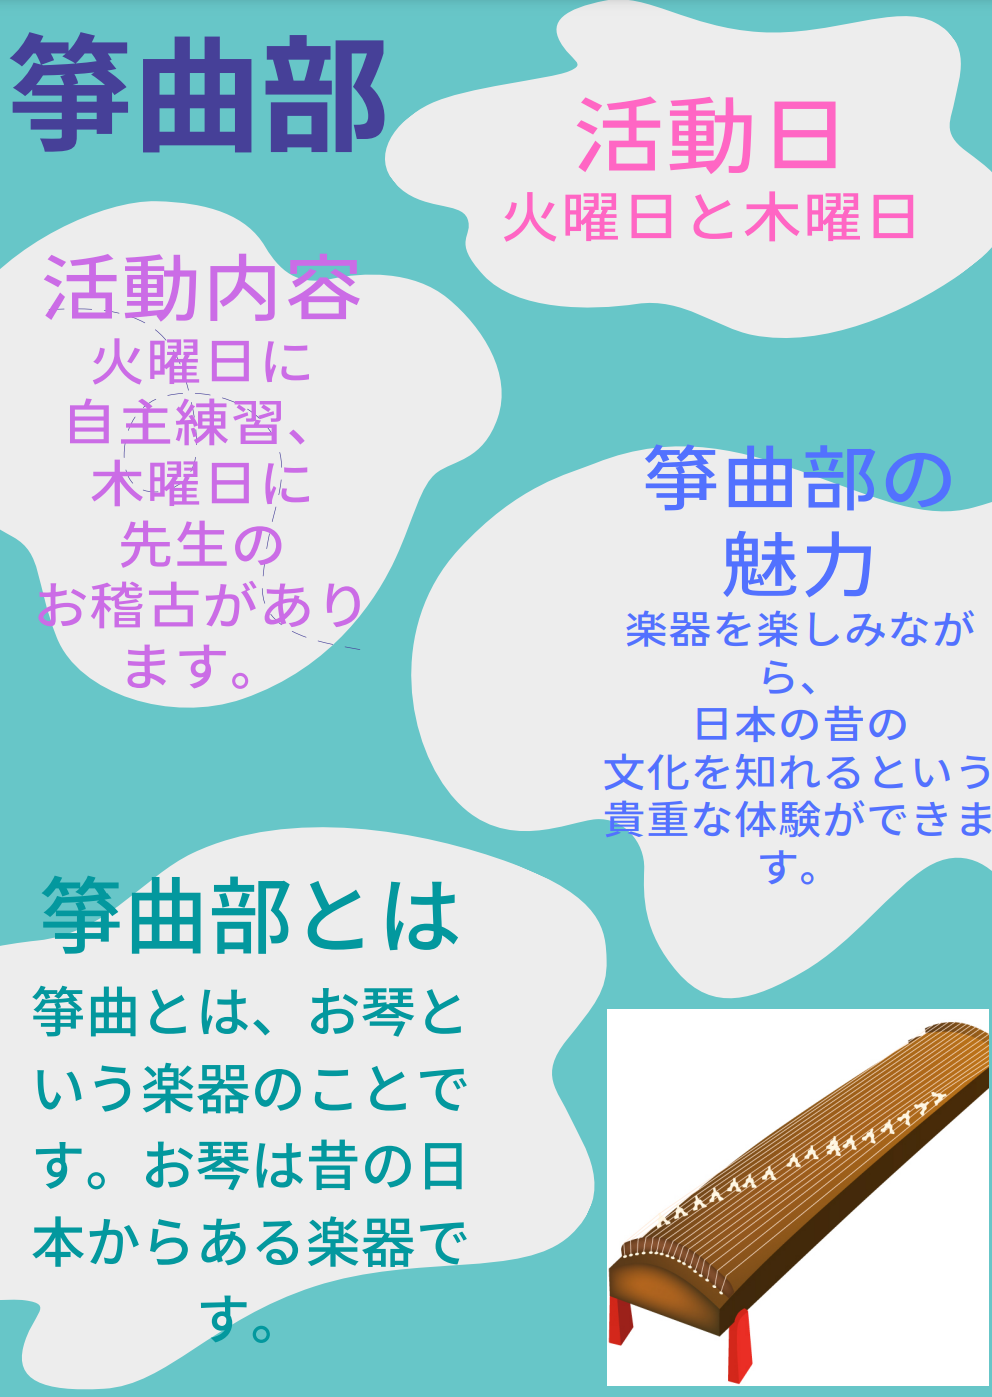 箏曲部
活動日
火曜日と木曜日
活動内容
火曜日に
自主練習、
木曜日に
先生の
お稽古があり
ます。
箏曲部の
魅力
楽器を楽しみなが
ら、
日本の昔の
文化を知れるという
貴重な体験ができま
す。
箏曲部とは
箏曲とは、お琴と
いう楽器のことで
す。お琴は昔の日
本からある楽器で
す。